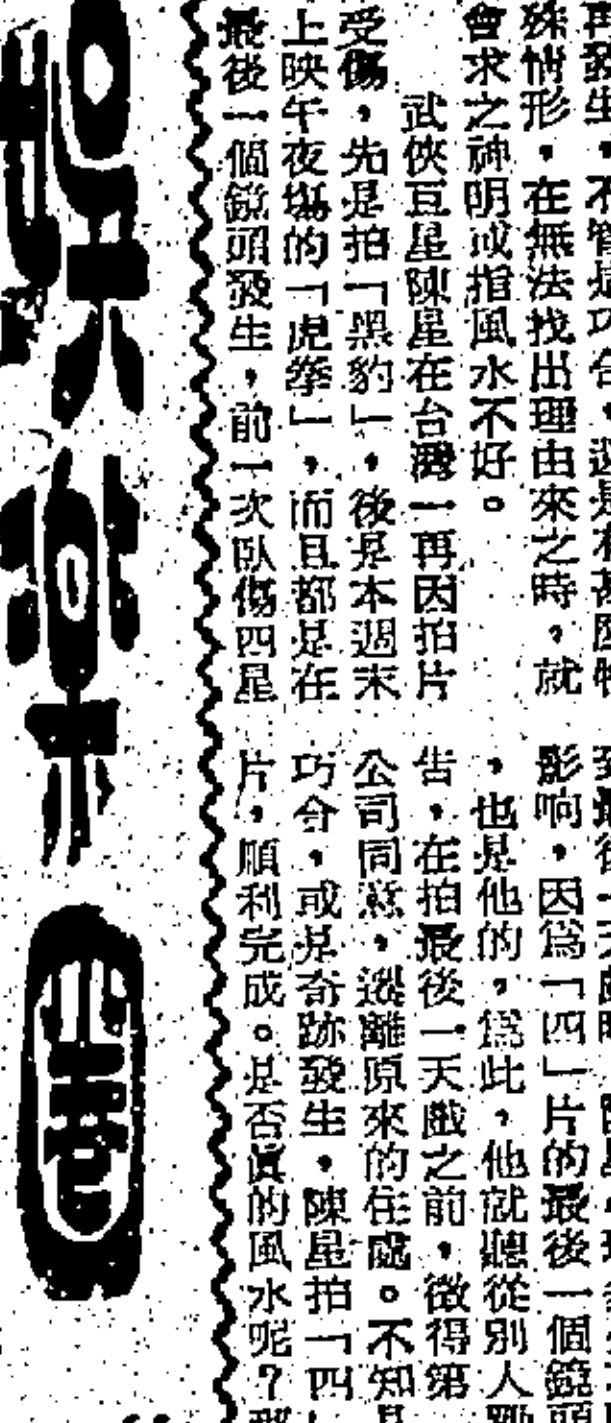 再發生，不管是巧合，還是
殊情形，在無法找出理由來之時，就
會求之神明或指風水不好。
武俠巨星陳星在台灣一再因拍片
受傷，先是拍「黑豹」，後是本週末
上映午夜場的「虎拳」，而且都是在
最後一個鏡頭發生，前一次臥傷四星
影响，因為「四」片的最後一個鏡頭
，也是他的，為此，他就聽從別人
告，在拍最後一天戲之前，徵得第
公司同意，遷離原來的住處。不知
巧合，或是奇跡發生，陳星拍「四」
片，順利完成。是否真的風水呢？
娛樂小巷